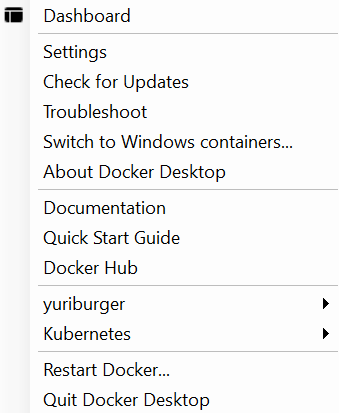 Dashboard
Settings
Check for Updates
Troubleshoot
Switch to Windows containers...
About Docker Desktop
Documentation
Quick Start Guide
Docker Hub
yuriburger
Kubernetes
Restart Docker...
Quit Docker Desktop